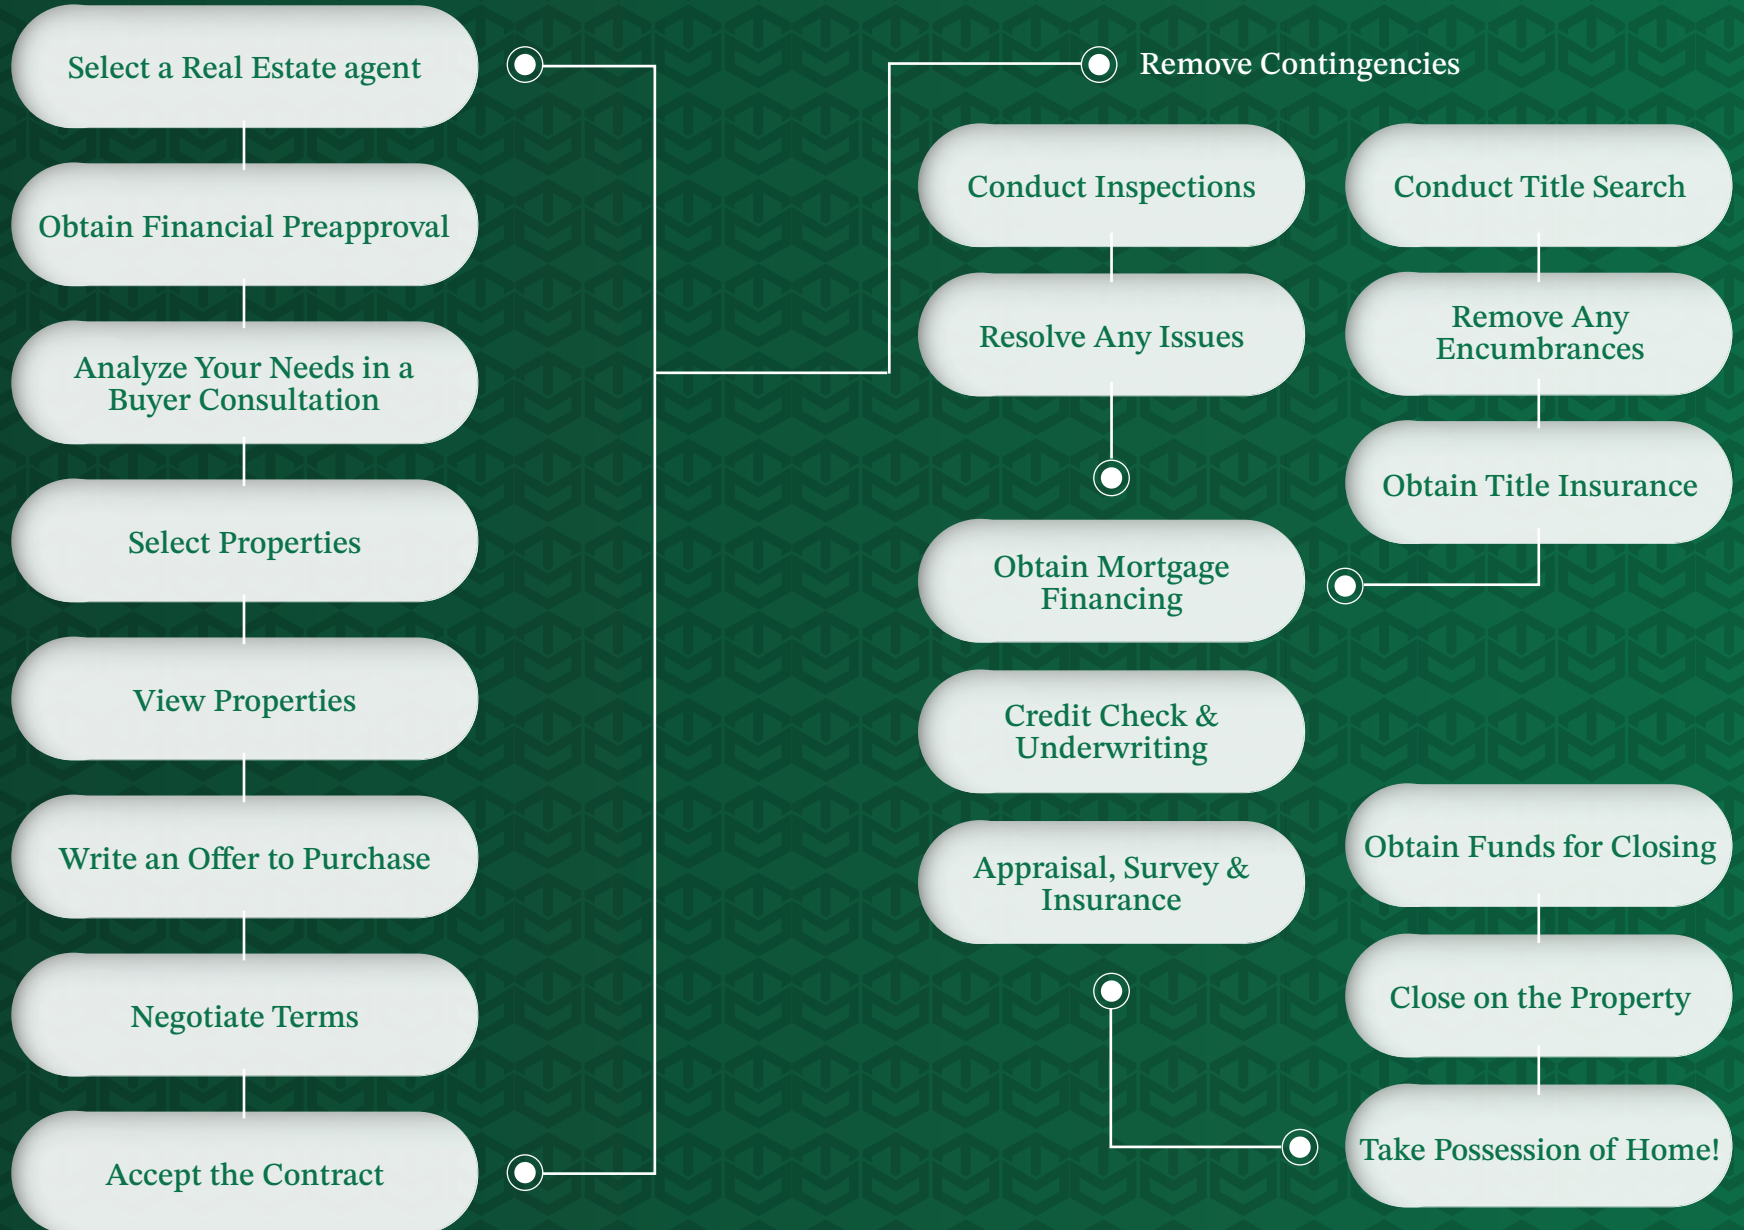 Select a Real Estate agent
Obtain Financial Preapproval
Analyze Your Needs in a
Buyer Consultation
Select Properties
View Properties
Write an Offer to Purchase
Negotiate Terms
Accept the Contract
Remove Contingencies
Conduct Inspections
Resolve Any Issues
Conduct Title Search
Remove Any
Encumbrances
Obtain Title Insurance
Obtain Mortgage
Financing
Credit Check &
Underwriting
Appraisal, Survey &
Insurance
Obtain Funds for Closing
Close on the Property
Take Possession of Home!